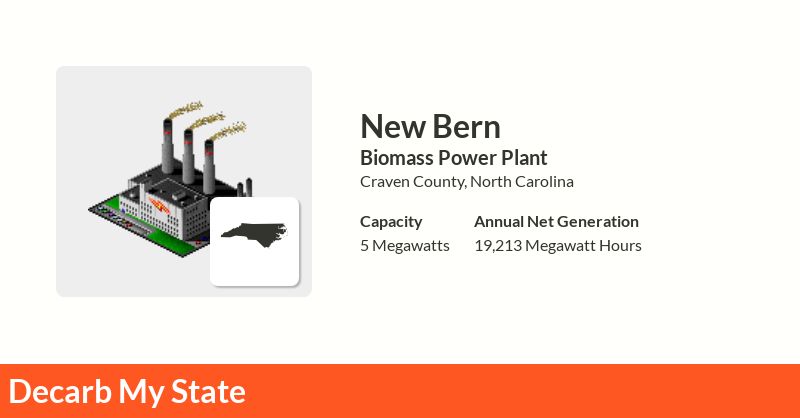 New Bern
Biomass Power Plant
Craven County, North Carolina
Capacity
5 Megawatts
Annual Net Generation
19,213 Megawatt Hours
Decarb My State